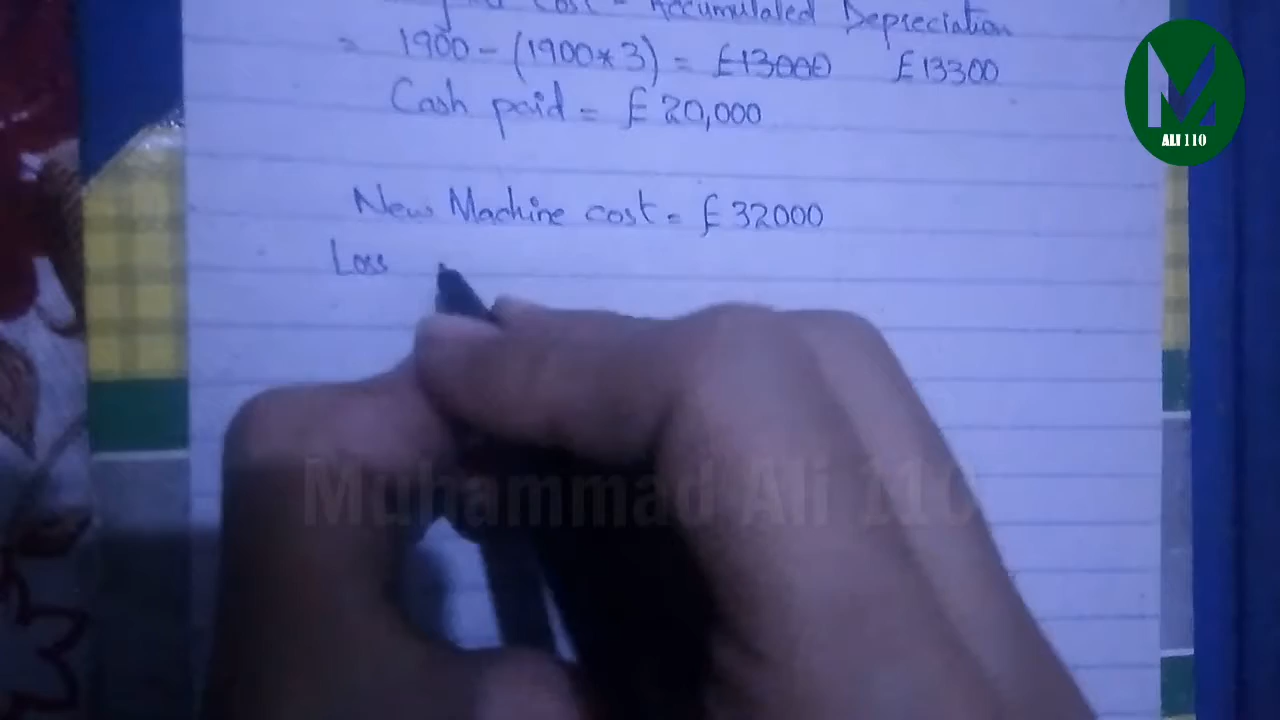 Cost - Accumulated Depreciation
= 1900 - (1900*3) = £13000 £13300
Cash paid = £20,000
New Machine cost = £32000
Loss
M
ALI 110
Muhammad Ali 110